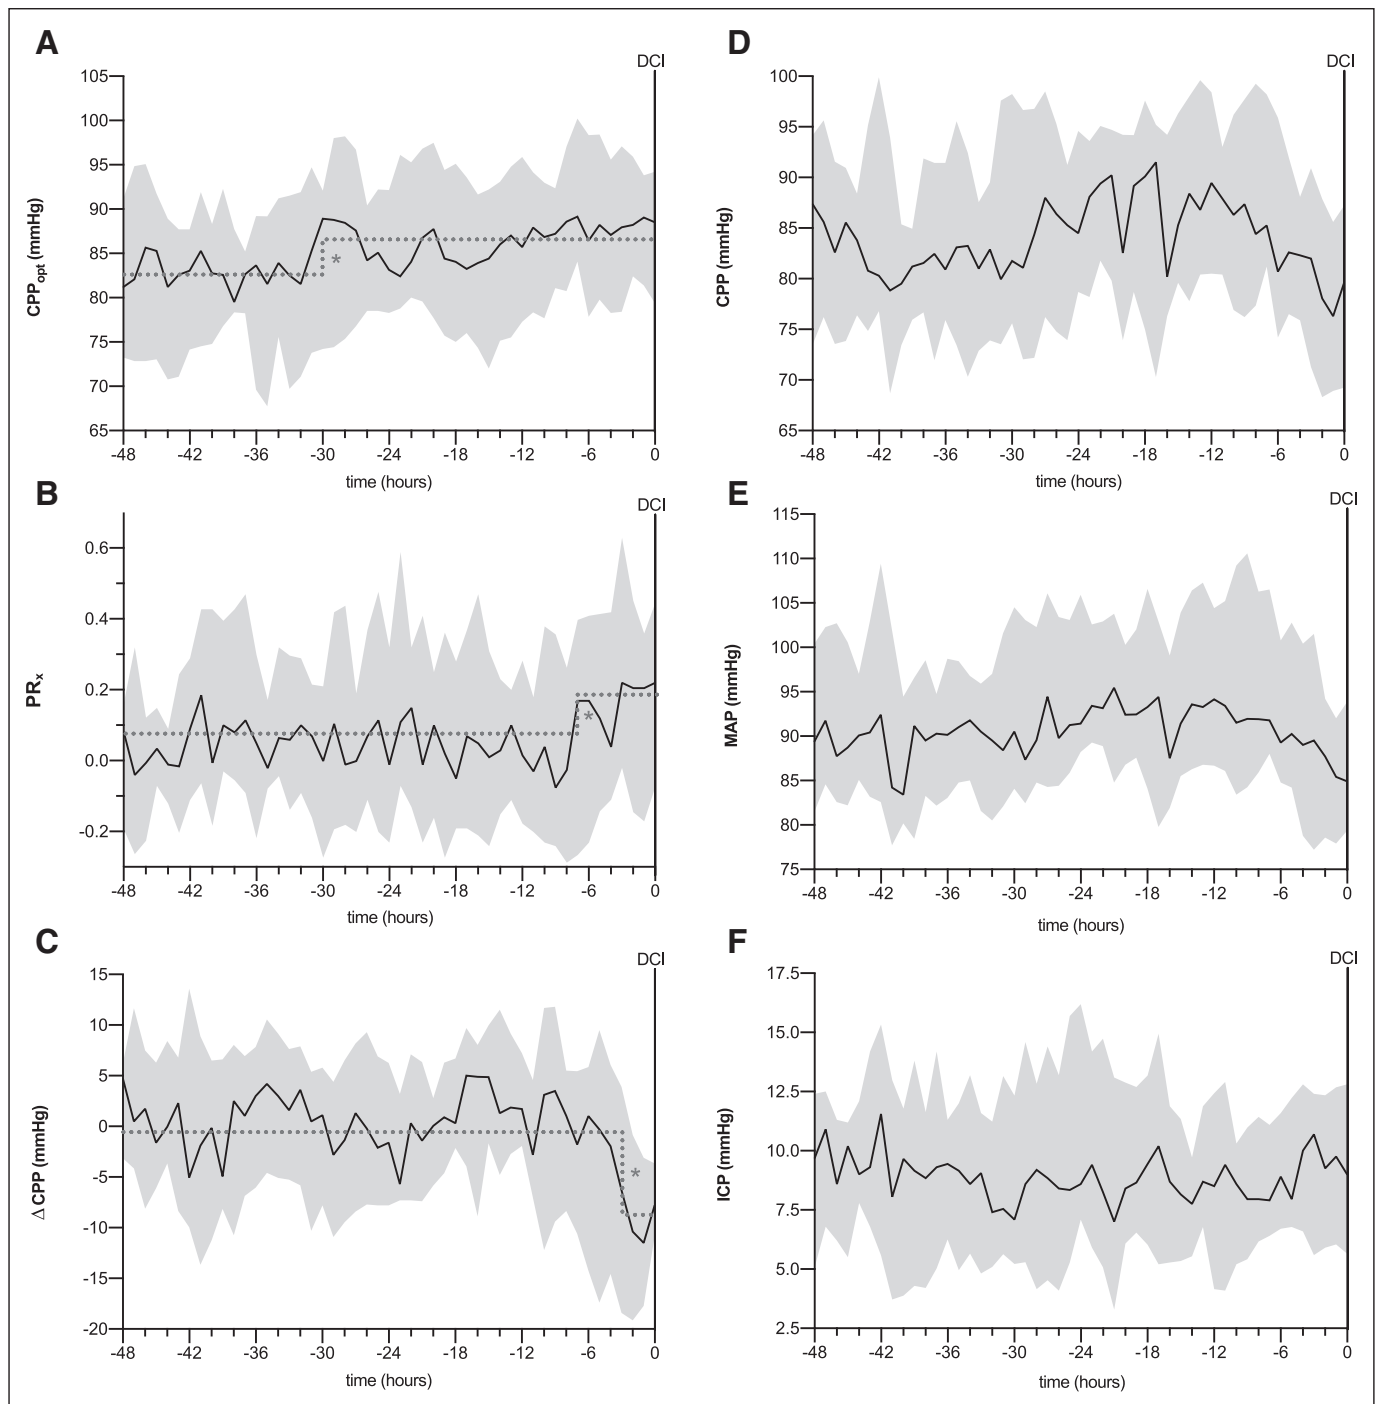 A
DCI
105
100
95
90
85
80
75
70
65
CPPopt (mmHg)
*
-48 -42 -36 -30 -24 -18 -12 -6 0
time (hours)
B
DCI
0.6
0.4
0.2
0.0
-0.2
PRx
*
-48 -42 -36 -30 -24 -18 -12 -6 0
time (hours)
C
DCI
15
10
5
0
-5
-10
-15
-20
Δ CPP (mmHg)
*
-48 -42 -36 -30 -24 -18 -12 -6 0
time (hours)
D
DCI
100
95
90
85
80
75
70
65
CPP (mmHg)
-48 -42 -36 -30 -24 -18 -12 -6 0
time (hours)
E
DCI
115
110
105
100
95
90
85
80
75
MAP (mmHg)
-48 -42 -36 -30 -24 -18 -12 -6 0
time (hours)
F
DCI
17.5
15.0
12.5
10.0
7.5
5.0
2.5
ICP (mmHg)
-48 -42 -36 -30 -24 -18 -12 -6 0
time (hours)